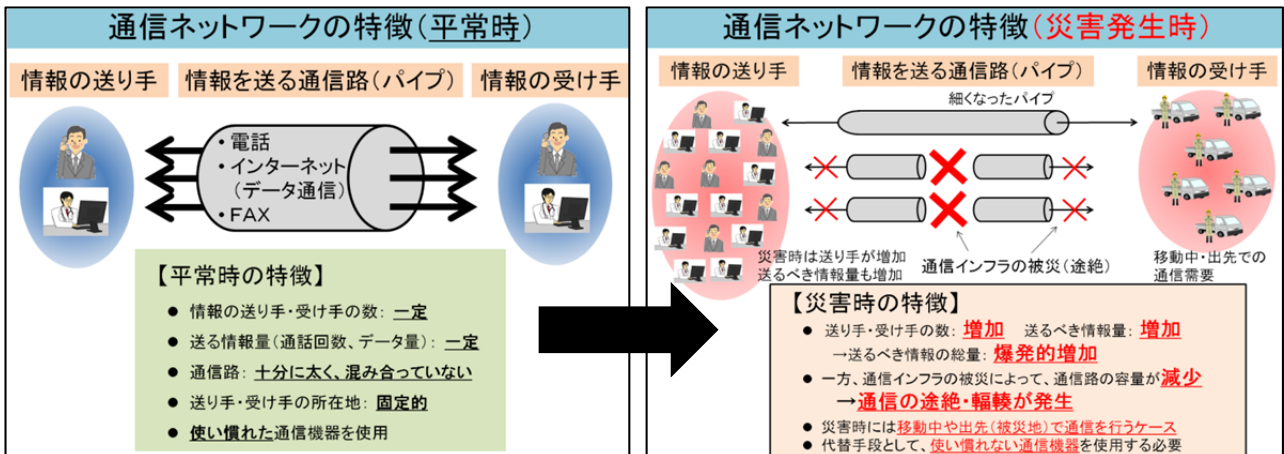 通信ネットワークの特徴(平常時)
情報の送り手
情報を送る通信路(パイプ)
情報の受け手
・電話
・インターネット
(データ通信)
・FAX
【平常時の特徴】
● 情報の送り手・受け手の数: 一定
● 送る情報量(通話回数、データ量): 一定
● 通信路: 十分に太く、混み合っていない
● 送り手・受け手の所在地: 固定的
● 使い慣れた通信機器を使用
通信ネットワークの特徴(災害発生時)
情報の送り手
情報を送る通信路(パイプ)
情報の受け手
細くなったパイプ
災害時は送り手が増加
送るべき情報量も増加
通信インフラの被災(途絶)
移動中・出先での
通信需要
【災害時の特徴】
● 送り手・受け手の数: 増加 送るべき情報量: 増加
→送るべき情報の総量: 爆発的増加
● 一方、通信インフラの被災によって、通信路の容量が減少
→通信の途絶・輻輳が発生
● 災害時には移動中や出先(被災地)で通信を行うケース
● 代替手段として、使い慣れない通信機器を使用する必要